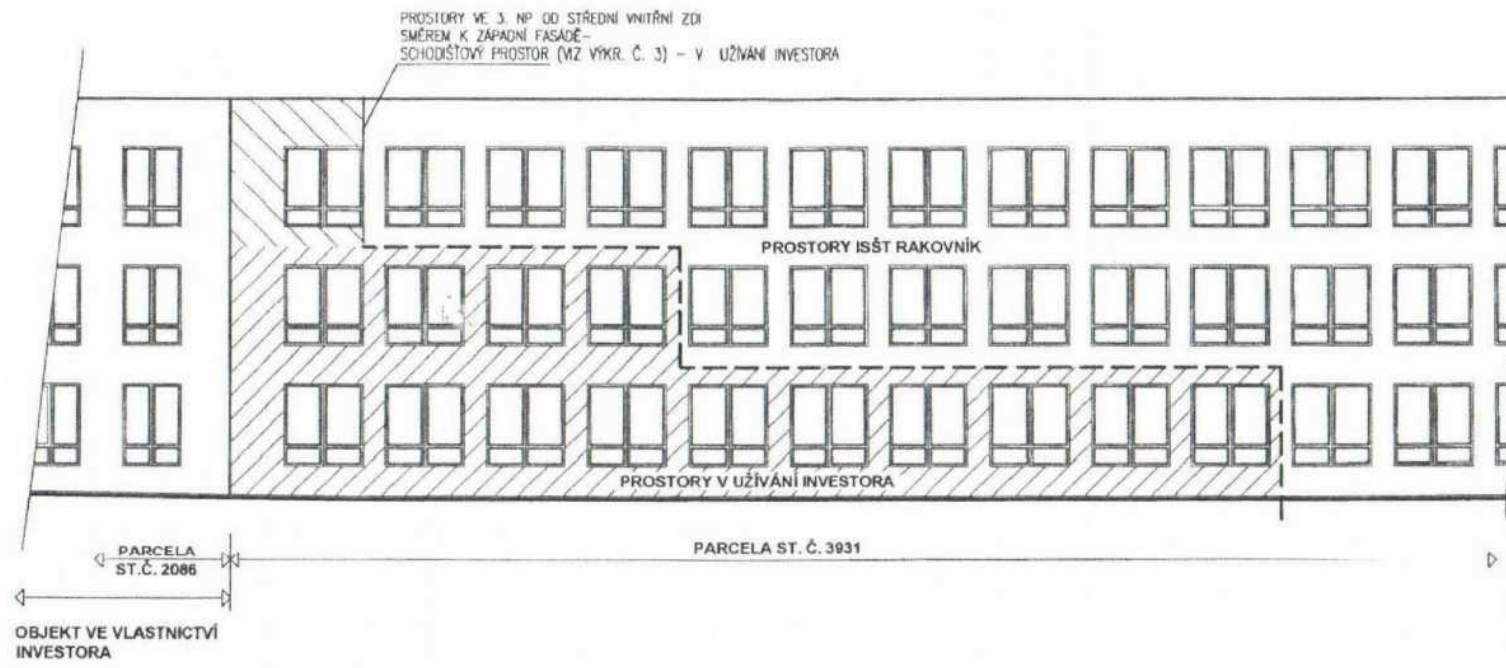 PROSTORY VE 3. NP OD STŘEDNÍ VNITŘNÍ ZDI
SMĚREM K ZÁPADNÍ FASÁDĚ-
SCHODIŠŤOVÝ PROSTOR (VIZ VÝKR. Č. 3) - V UŽÍVÁNÍ INVESTORA
PROSTORY ISŠT RAKOVNÍK
PROSTORY V UŽÍVÁNÍ INVESTORA
PARCELA
ST.Č. 2086
PARCELA ST. Č. 3931
OBJEKT VE VLASTNICTVÍ
INVESTORA